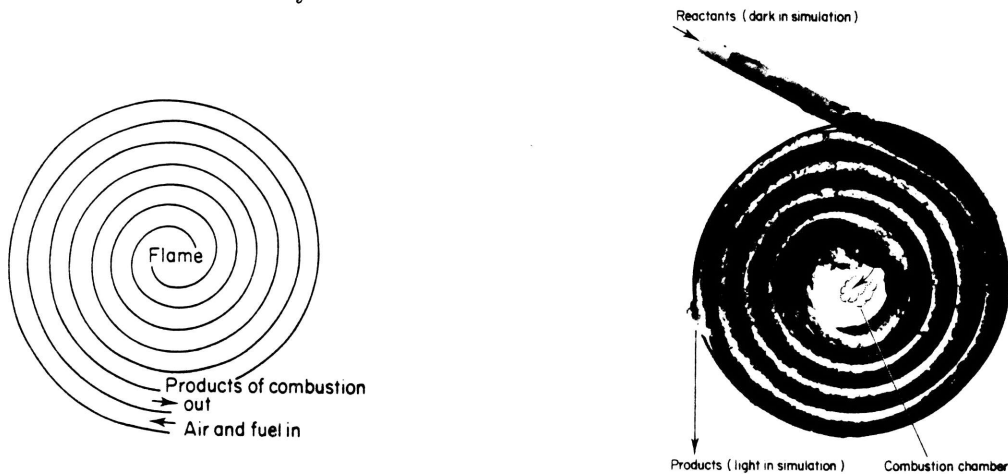 Reactants (dark in simulation)
Flame
Products of combustion
out
Air and fuel in
Products (light in simulation)
Combustion chamber